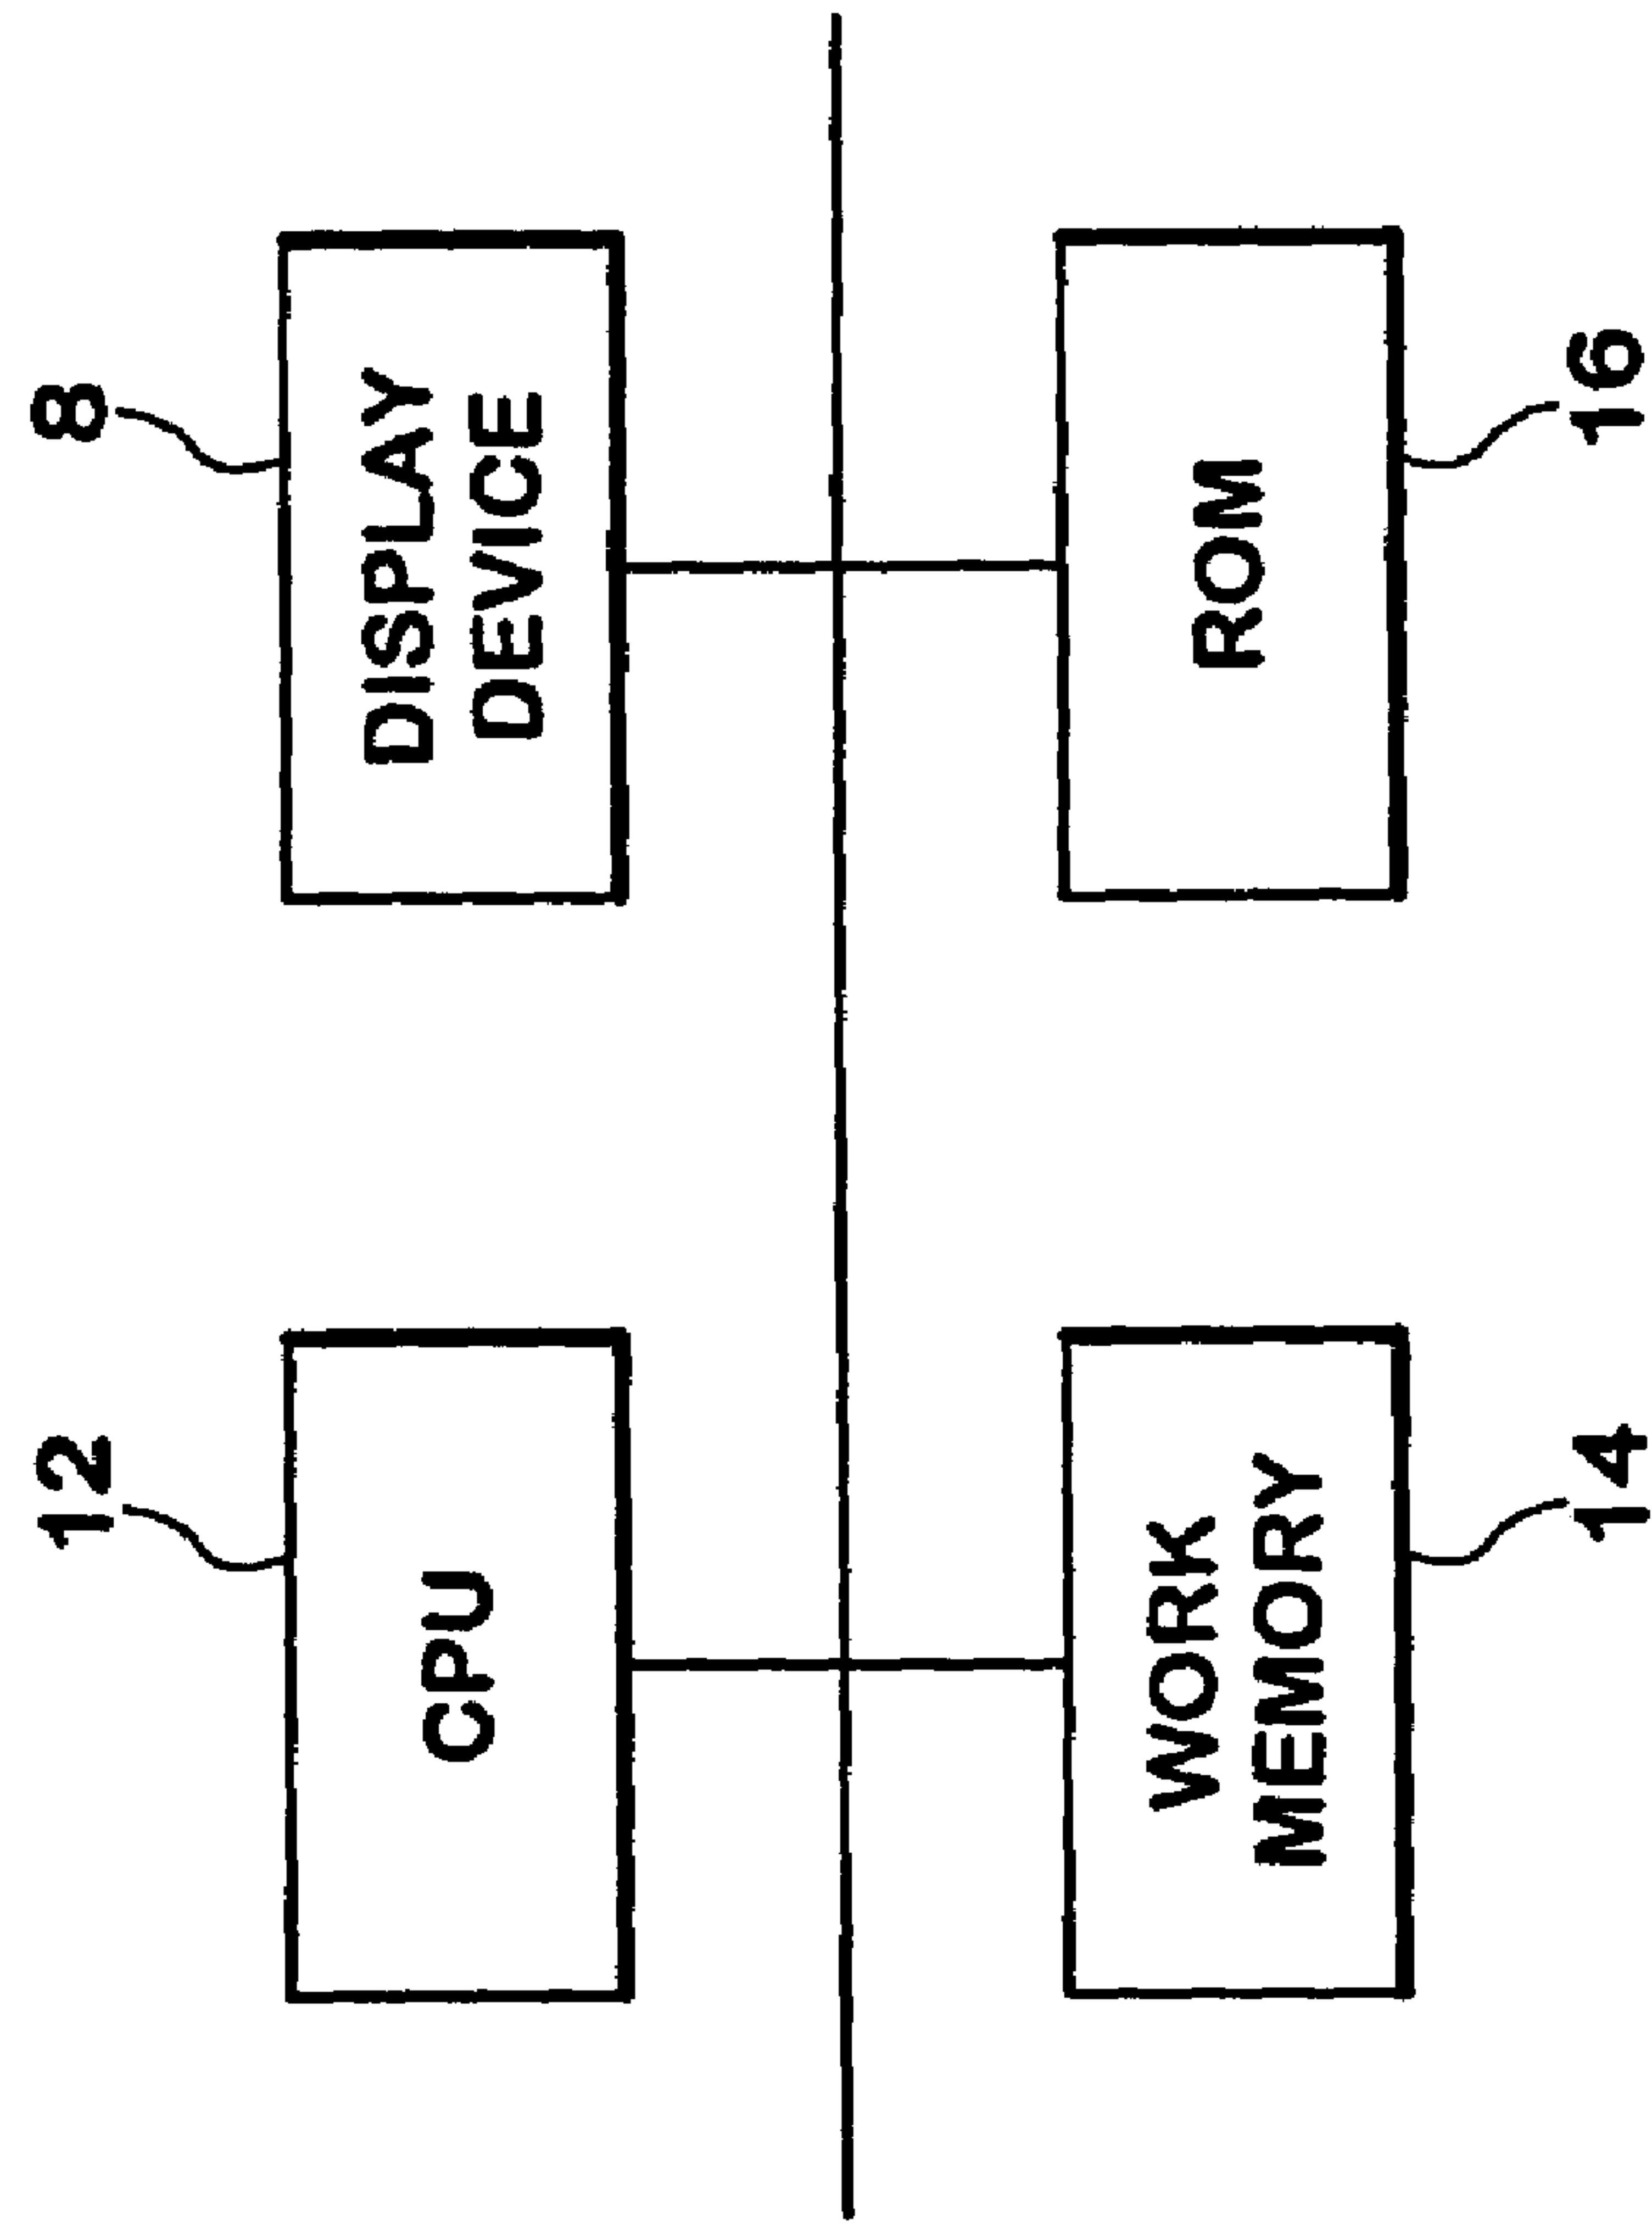 12
8
CPU
DISPLAY
DEVICE
WORK
MEMORY
ROM
14
16